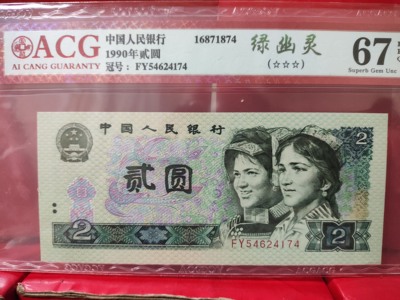 ACG
AI CANG GUARANTY
中国人民银行 16871874
1990年贰圆
冠号：FY54624174
绿幽灵
(☆☆☆)
67
Superb Gem Unc
中国人民银行
贰圆
2
FY54624174
2
2